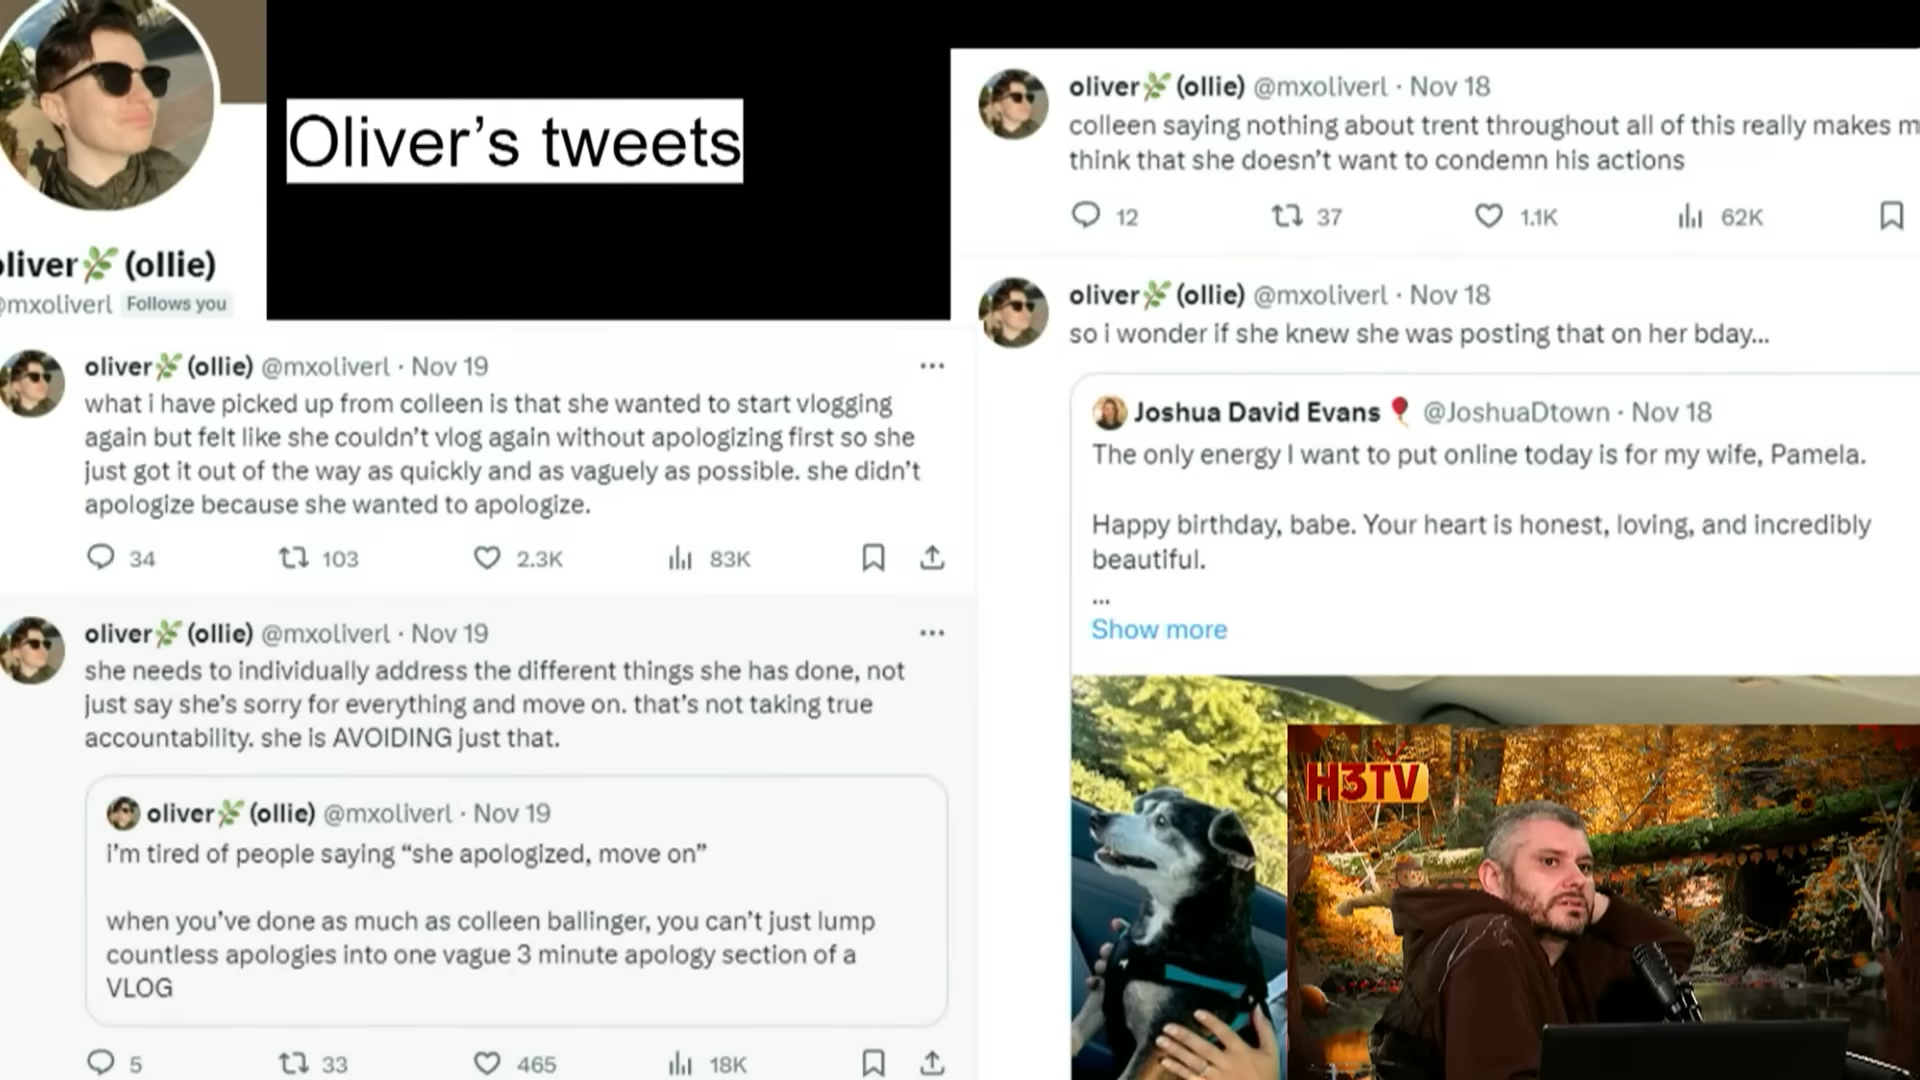 Oliver's tweets
oliver🌿 (ollie)
@mxoliverl Follows you
oliver🌿 (ollie) @mxoliverl · Nov 19
what i have picked up from colleen is that she wanted to start vlogging
again but felt like she couldn't vlog again without apologizing first so she
just got it out of the way as quickly and as vaguely as possible. she didn't
apologize because she wanted to apologize.
34 103 2.3K 83K
oliver🌿 (ollie) @mxoliverl · Nov 19
she needs to individually address the different things she has done, not
just say she's sorry for everything and move on. that's not taking true
accountability. she is AVOIDING just that.
oliver🌿 (ollie) @mxoliverl · Nov 19
i'm tired of people saying “she apologized, move on”
when you've done as much as colleen ballinger, you can't just lump
countless apologies into one vague 3 minute apology section of a
VLOG
5 33 465 18K
oliver🌿 (ollie) @mxoliverl · Nov 18
colleen saying nothing about trent throughout all of this really makes m
think that she doesn't want to condemn his actions
12 37 1.1K 62K
oliver🌿 (ollie) @mxoliverl · Nov 18
so i wonder if she knew she was posting that on her bday...
Joshua David Evans🎈 @JoshuaDtown · Nov 18
The only energy I want to put online today is for my wife, Pamela.
Happy birthday, babe. Your heart is honest, loving, and incredibly
beautiful.
...
Show more
H3TV